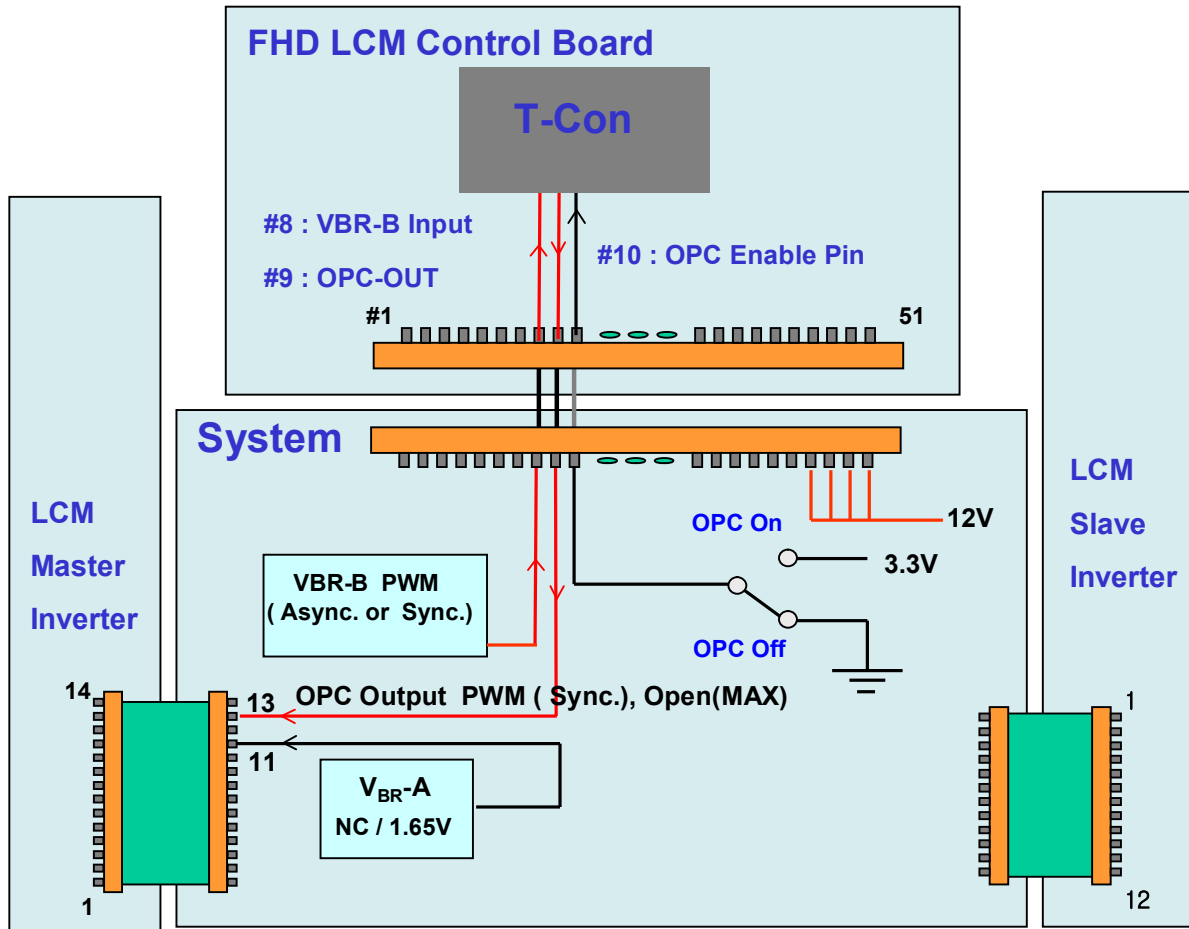 FHD LCM Control Board
T-Con
#8 : VBR-B Input
#9 : OPC-OUT
#10 : OPC Enable Pin
#1
51
System
LCM
Master
Inverter
LCM
Slave
Inverter
12V
OPC On
3.3V
OPC Off
VBR-B PWM
( Async. or Sync.)
OPC Output PWM ( Sync.), Open(MAX)
14
13
11
1
VBR-A
NC / 1.65V
1
12